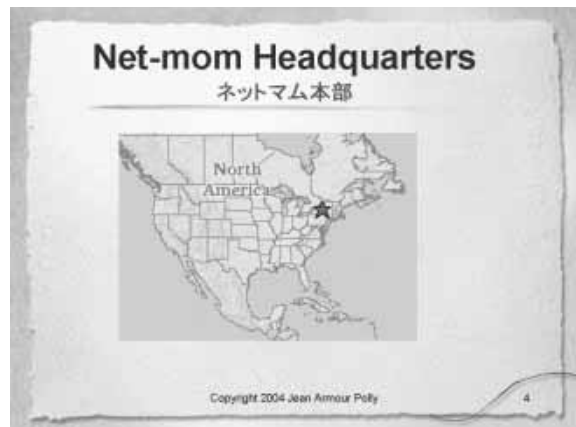 Net-mom Headquarters
ネットマム本部
North
America
Copyright 2004 Jean Armour Polly
4